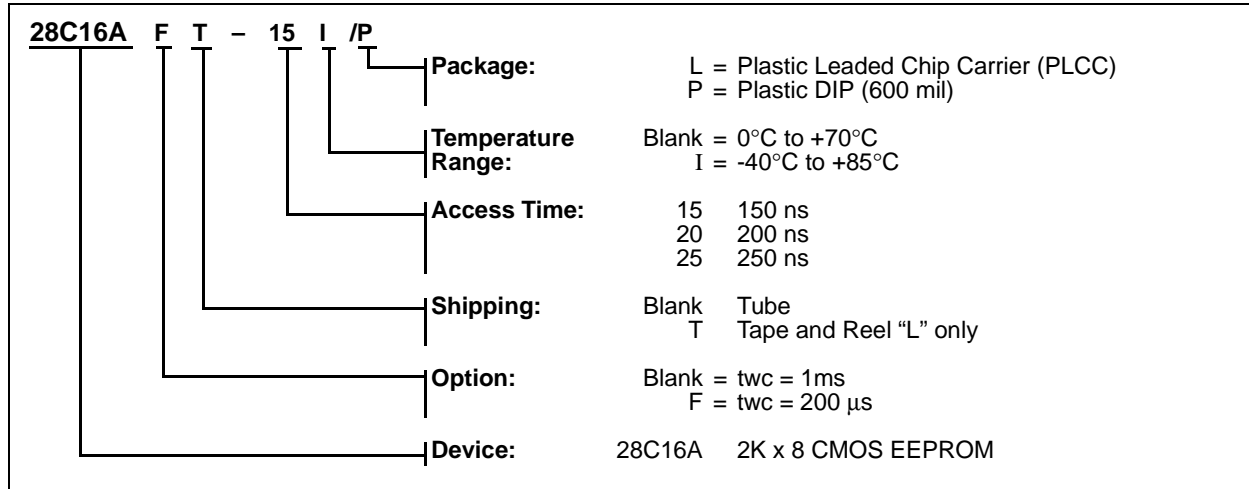 28C16A F T – 15 I /P
Package: L = Plastic Leaded Chip Carrier (PLCC)
P = Plastic DIP (600 mil)
Temperature Blank = 0°C to +70°C
Range: I = -40°C to +85°C
Access Time: 15 150 ns
20 200 ns
25 250 ns
Shipping: Blank Tube
T Tape and Reel “L” only
Option: Blank = twc = 1ms
F = twc = 200 µs
Device: 28C16A 2K x 8 CMOS EEPROM